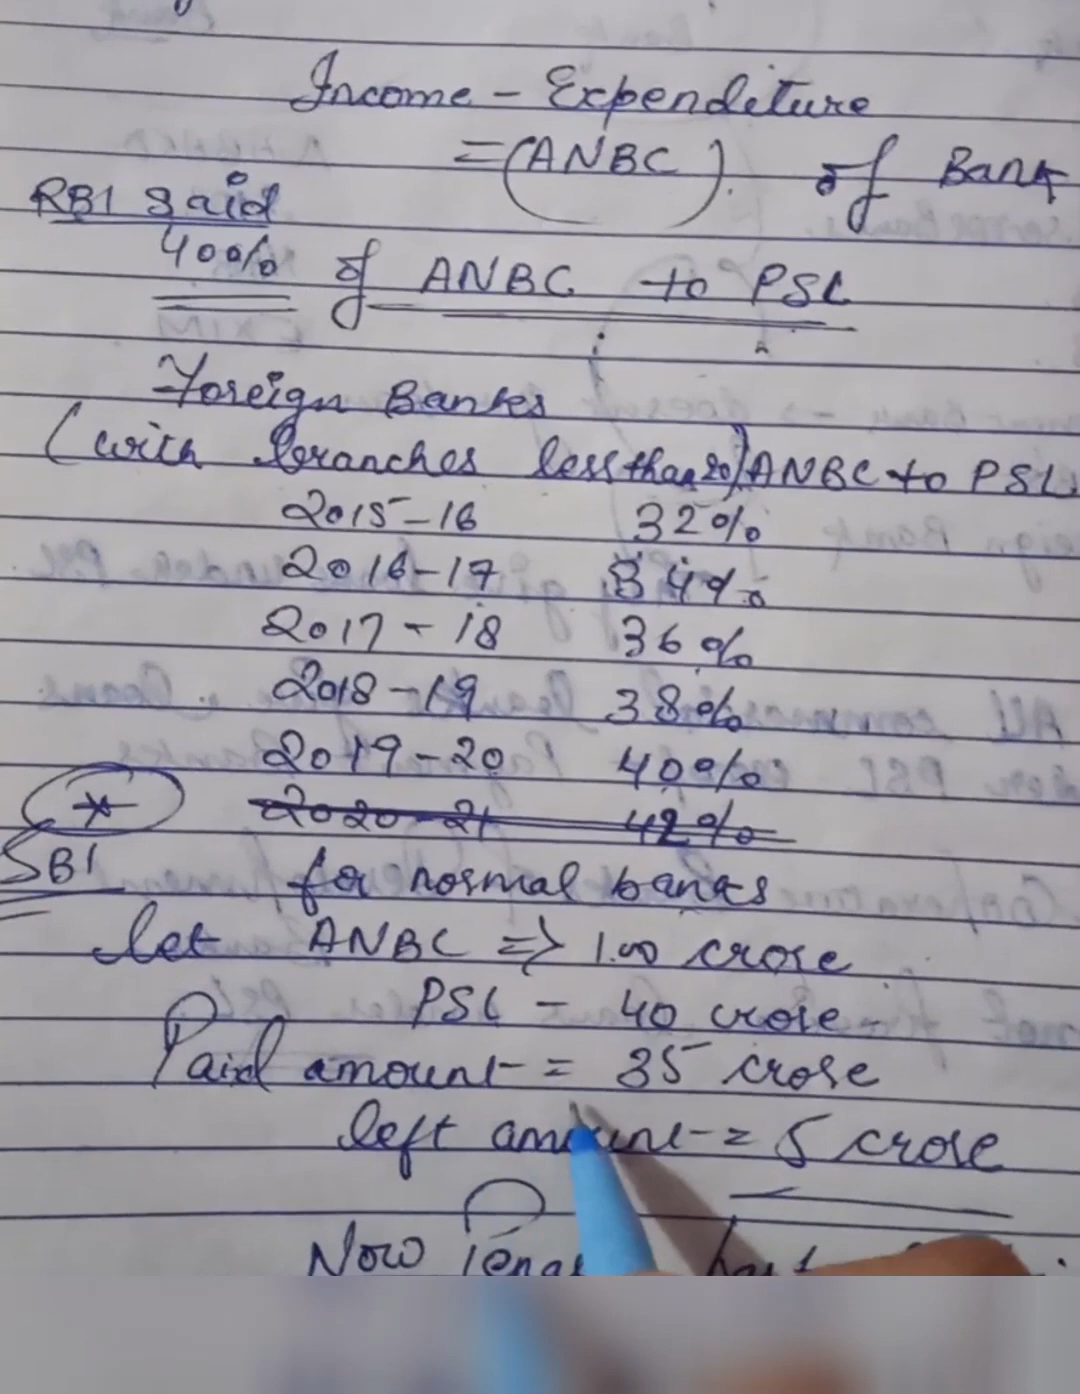 Income - Expenditure
= (ANBC). of Bank
RBI said
40% of ANBC to PSL
Foreign Banks
(with branches less than 20) ANBC to PSL
2015-16 32%
2016-17 34%
2017-18 36%
2018-19 38%
2019-20 40%
* 2020-21 42%
SBI for normal banks
let ANBC => 100 crore
PSL - 40 crore
Paid amount = 35 crore
left amount = 5 crore
Now